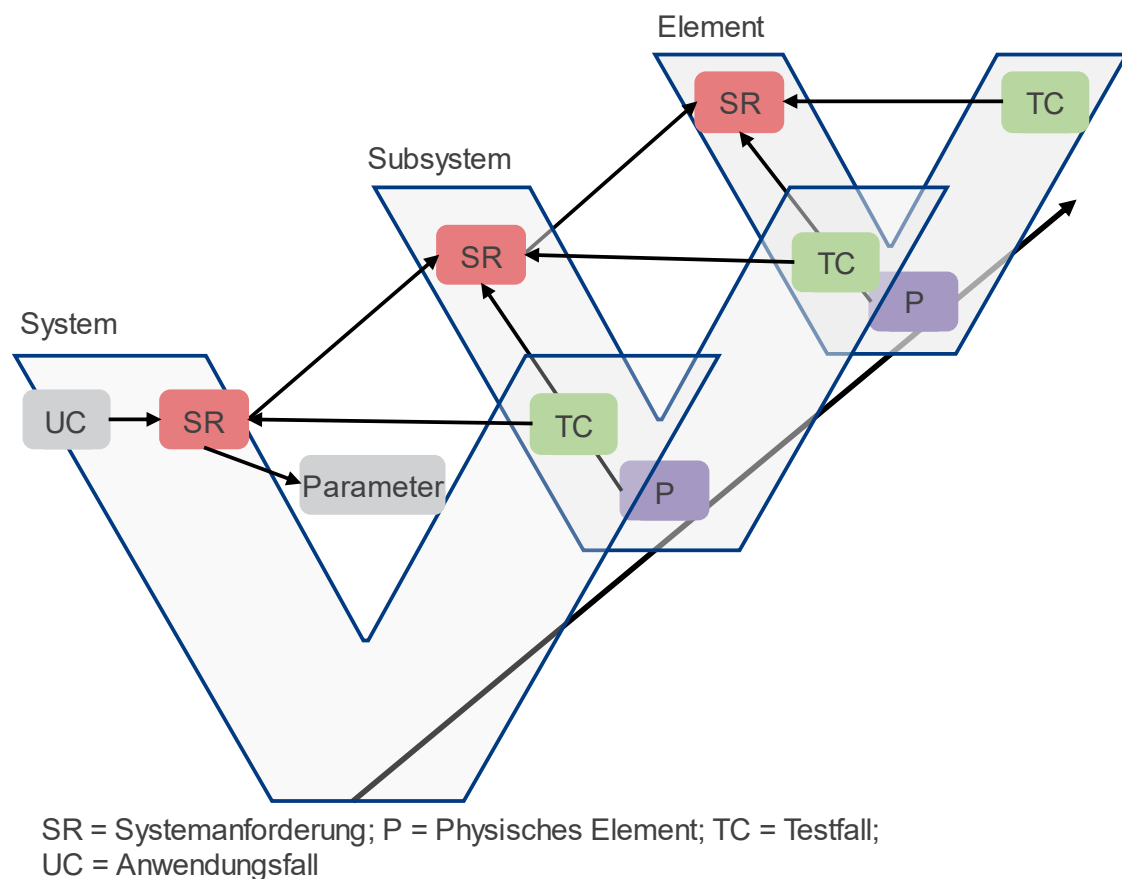 Element
SR
TC
Subsystem
SR
TC
P
System
UC
SR
TC
Parameter
P
SR = Systemanforderung; P = Physisches Element; TC = Testfall;
UC = Anwendungsfall